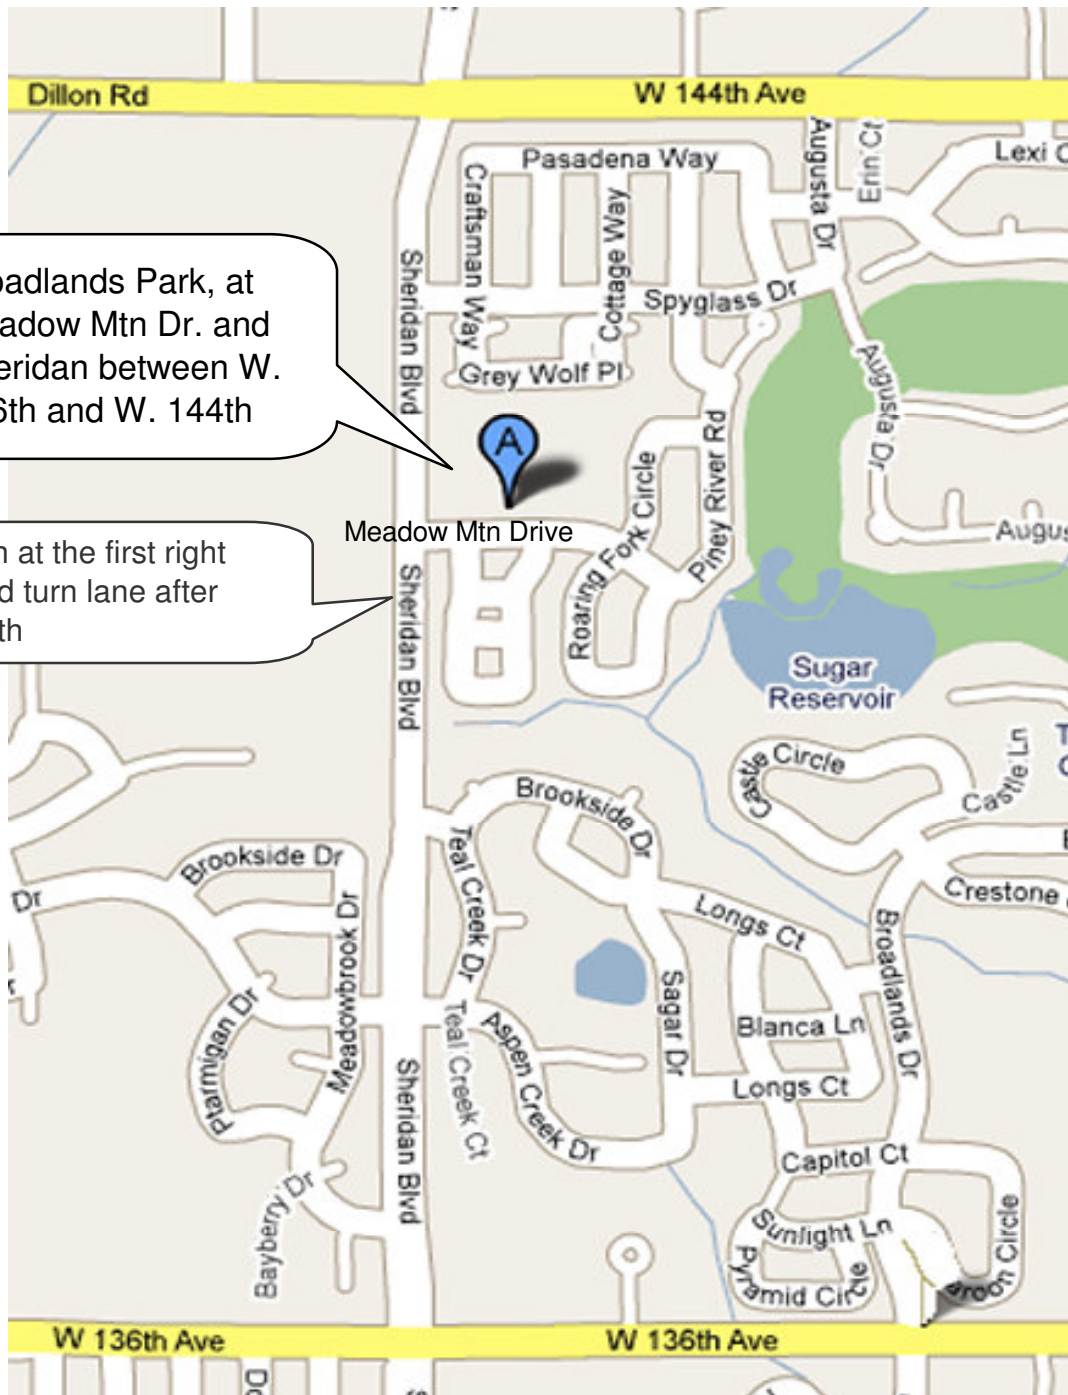 Dillon Rd
W 144th Ave
Pasadena Way
Augusta Dr
Erin Ct
Lexi C
Craftsman Way
Cottage Way
Sheridan Blvd
Spyglass Dr
oadlands Park, at
eadow Mtn Dr. and
eridan between W.
6th and W. 144th
Grey Wolf Pl
Augusta Dr
A
Piney River Rd
Roaring Fork Circle
Meadow Mtn Drive
Augus
n at the first right
d turn lane after
th
Sheridan Blvd
Sugar
Reservoir
Castle Circle
Castle Ln
T
C
Brookside Dr
Brookside Dr
Teal Creek Dr
Dr
Crestone
Longs Ct
Broadlands Dr
Meadowbrook Dr
Sagar Dr
Ptarmigan Dr
Teal Creek Ct
Aspen Creek Dr
Blanca Ln
Longs Ct
Sheridan Blvd
Capitol Ct
Bayberry Dr
Sunlight Ln
Pyramid Circle
aroon Circle
W 136th Ave
W 136th Ave